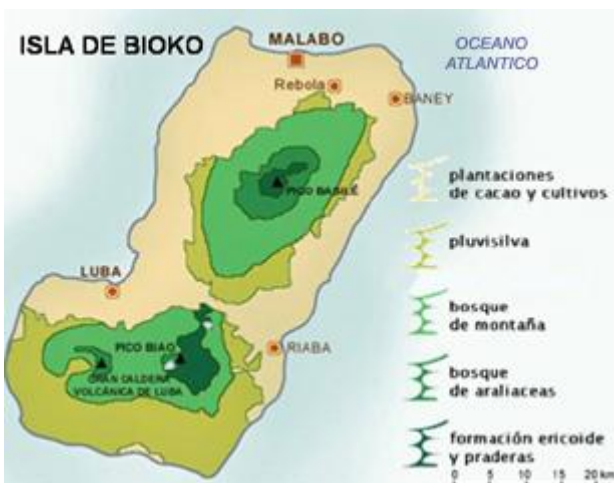 ISLA DE BIOKO
MALABO
OCEANO
ATLANTICO
Rebola
BANEY
PICO BASILÉ
plantaciones
de cacao y cultivos
pluvisilva
LUBA
bosque
de montaña
PICO BIAO
RIABA
GRAN CALDERA
VOLCÁNICA DE LUBA
bosque
de araliaceas
formación ericoide
y praderas
0 5 10 15 20 km